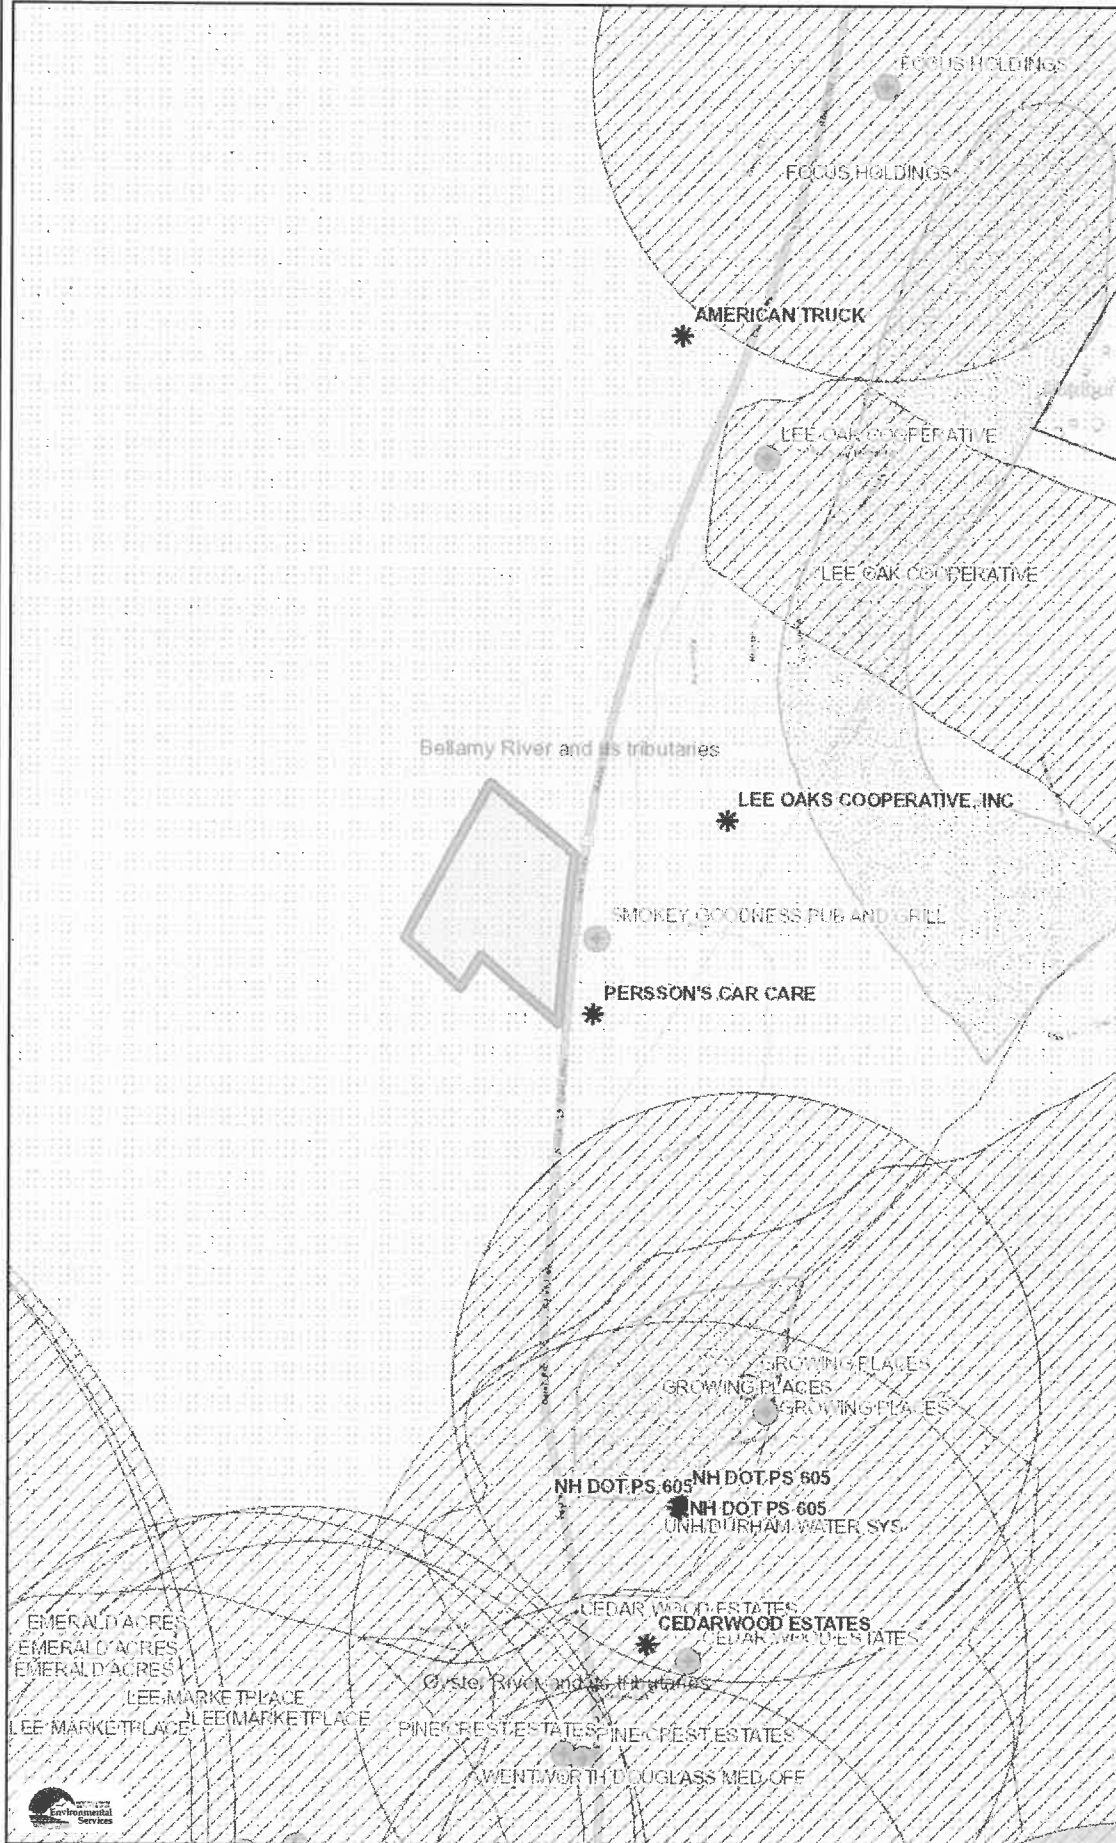 FOCUS HOLDINGS
FOCUS HOLDINGS
AMERICAN TRUCK
LEE OAK COOPERATIVE
LEE OAK COOPERATIVE
Bellamy River and its tributaries
LEE OAKS COOPERATIVE, INC
SMOKEY GOODNESS PUB AND GRILL
PERSSON'S CAR CARE
GROWING PLACES
GROWING PLACES
GROWING PLACES
NH DOT PS 605
NH DOT PS 605
NH DOT PS 605
UNH/DURHAM WATER SYS
CEDAR WOOD ESTATES
CEDARWOOD ESTATES
CEDAR WOOD ESTATES
EMERALD ACRES
EMERALD ACRES
EMERALD ACRES
Oyster River and its tributaries
LEE MARKETPLACE
LEE MARKETPLACE
LEE MARKETPLACE
PINE CREST ESTATES
PINE CREST ESTATES
WENTWORTH DOUGLASS MED OFF
Environmental
Services